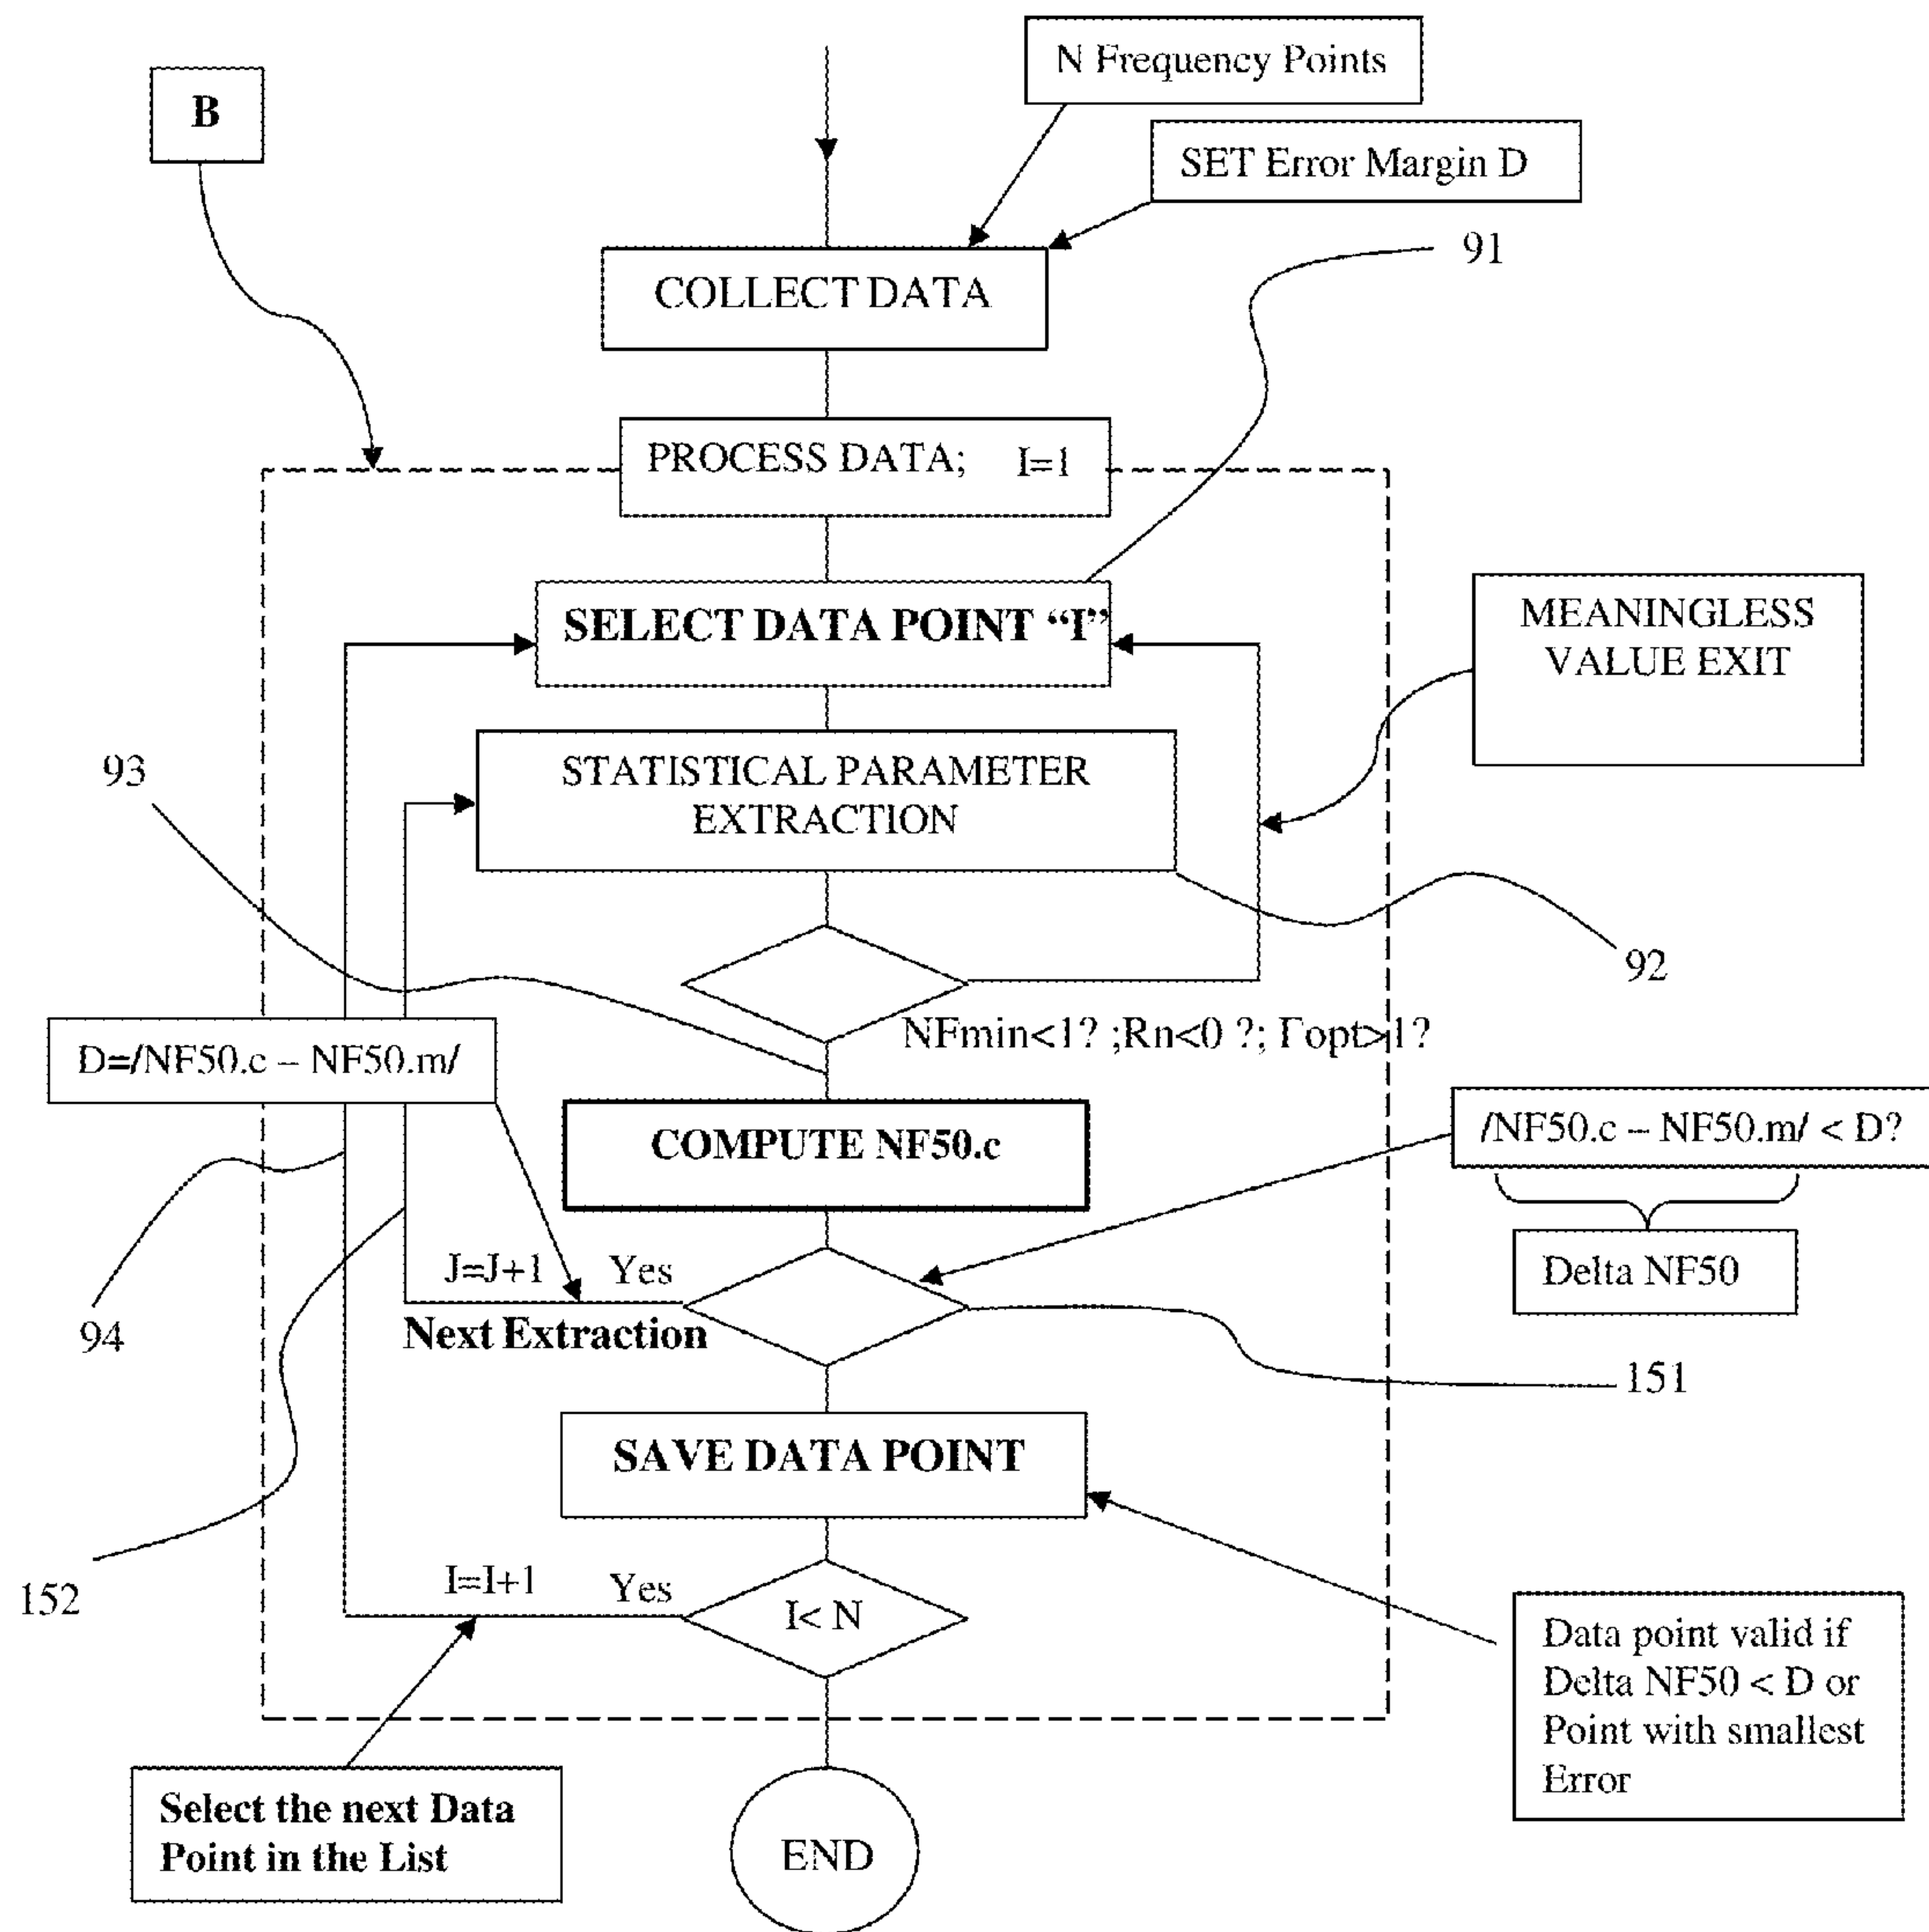 N Frequency Points
B
SET Error Margin D
91
COLLECT DATA
PROCESS DATA; I=1
SELECT DATA POINT “I”
MEANINGLESS
VALUE EXIT
93
STATISTICAL PARAMETER
EXTRACTION
92
NFmin<1? ;Rn<0 ?; Γopt>1?
D=/NF50.c – NF50.m/
COMPUTE NF50.c
/NF50.c – NF50.m/ < D?
Delta NF50
J=J+1 Yes
Next Extraction
94
151
SAVE DATA POINT
152
I=I+1 Yes
I< N
Data point valid if
Delta NF50 < D or
Point with smallest
Error
Select the next Data
Point in the List
END